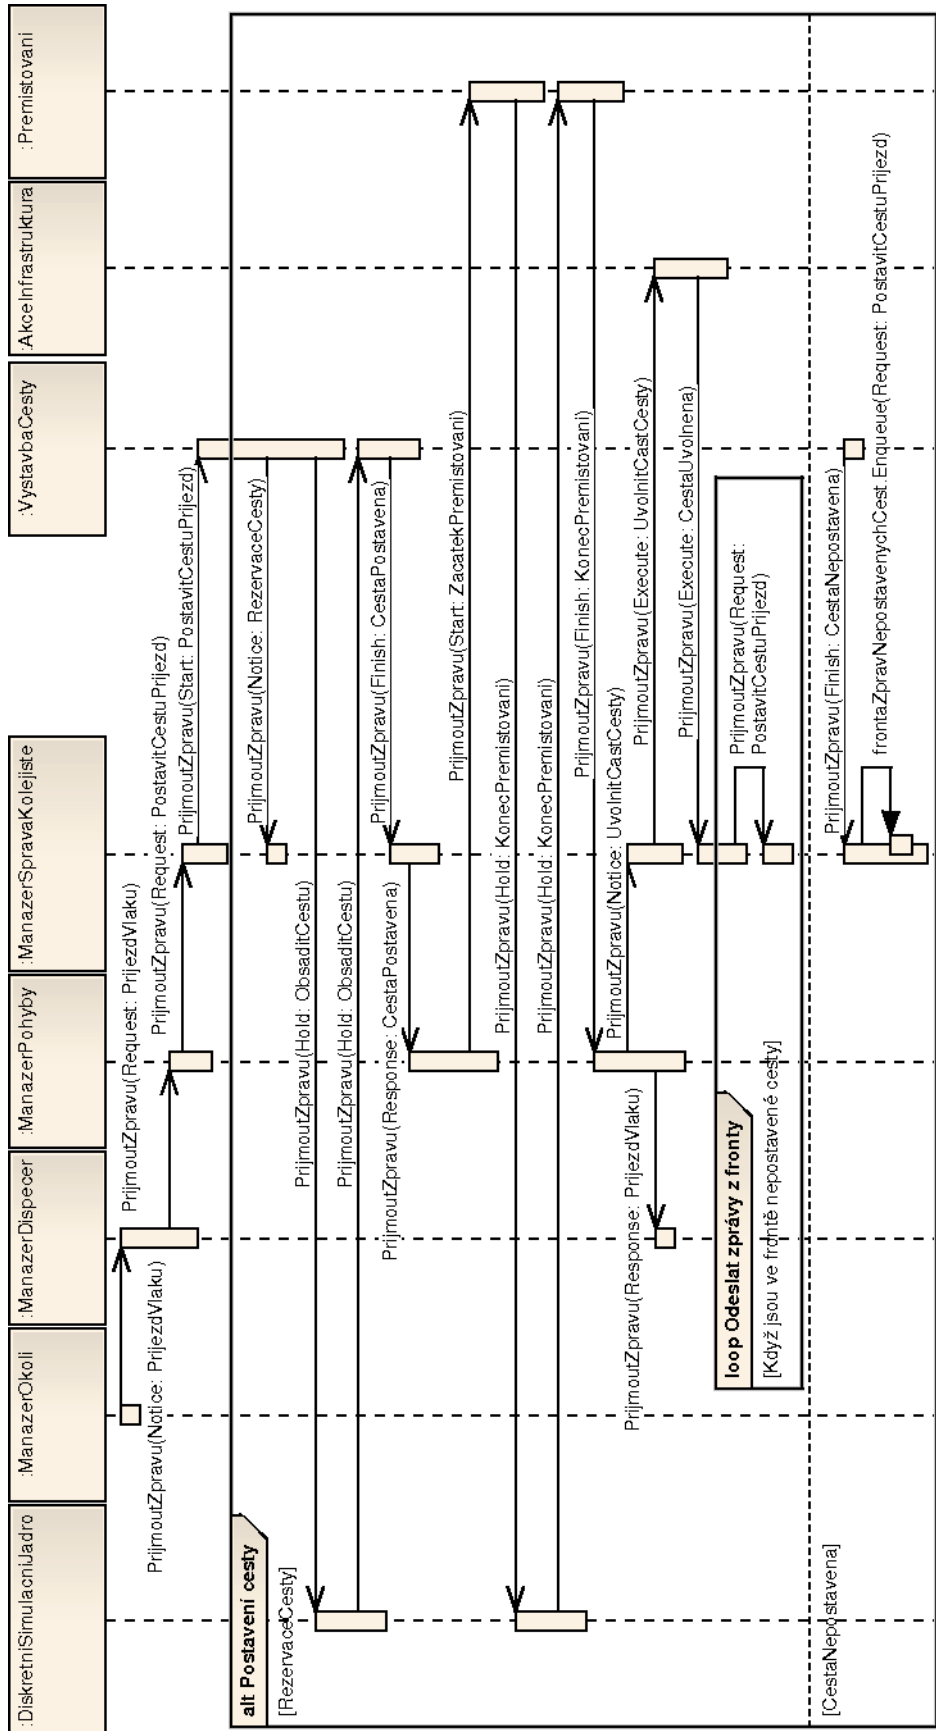 :DiskretniSimulacniJadro
:ManazerOkoli
:ManazerDispecer
:ManazerPohyby
:ManazerSpravaKolejiste
:VystavbaCesty
:AkceInfrastruktura
:Premistovani
PrijmoutZpravu(Notice: PrijezdVlaku)
PrijmoutZpravu(Request: PrijezdVlaku)
PrijmoutZpravu(Request: PostavitCestuPrijezd)
PrijmoutZpravu(Start: PostavitCestuPrijezd)
alt Postavení cesty
[RezervaceCesty]
PrijmoutZpravu(Notice: RezervaceCesty)
PrijmoutZpravu(Hold: ObsaditCestu)
PrijmoutZpravu(Hold: ObsaditCestu)
PrijmoutZpravu(Finish: CestaPostavena)
PrijmoutZpravu(Response: CestaPostavena)
PrijmoutZpravu(Start: ZacatekPremistovani)
PrijmoutZpravu(Hold: KonecPremistovani)
PrijmoutZpravu(Hold: KonecPremistovani)
PrijmoutZpravu(Finish: KonecPremistovani)
PrijmoutZpravu(Notice: UvolnitCastCesty)
PrijmoutZpravu(Response: PrijezdVlaku)
PrijmoutZpravu(Execute: UvolnitCastCesty)
PrijmoutZpravu(Execute: CestaUvolnena)
loop Odeslat zprávy z fronty
[Když jsou ve frontě nepostavené cesty]
PrijmoutZpravu(Request:
PostavitCestuPrijezd)
[CestaNepostavena]
PrijmoutZpravu(Finish: CestaNepostavena)
frontaZpravNepostavenychCest.Enqueue(Request: PostavitCestuPrijezd)